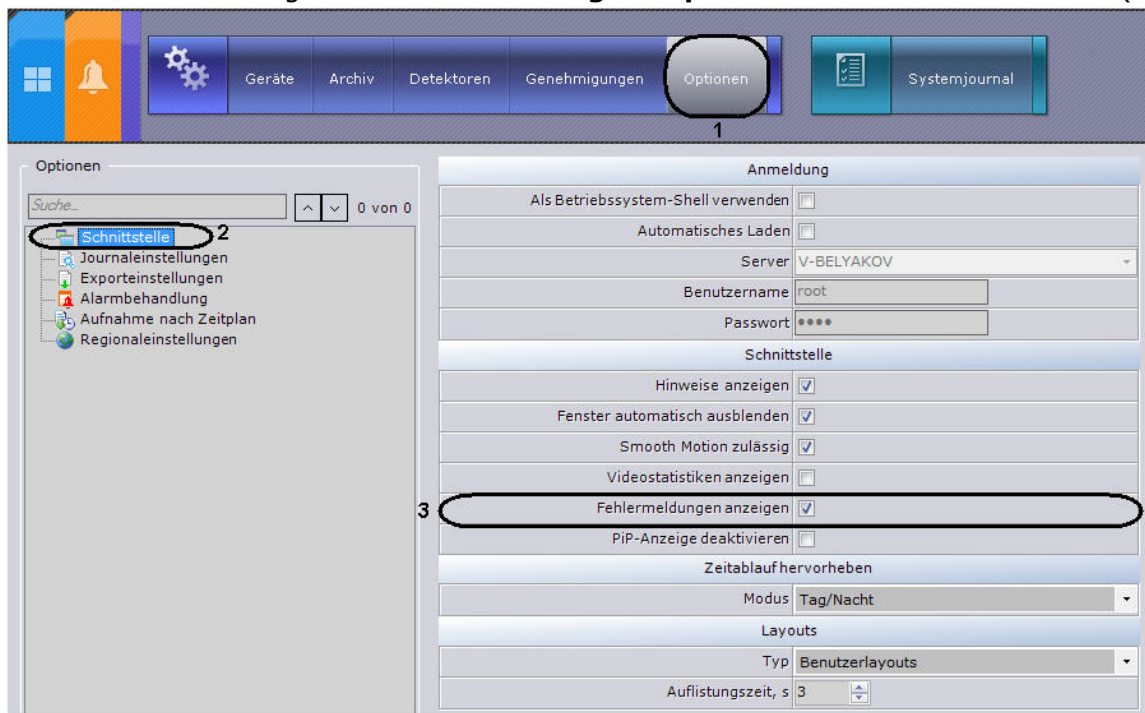 Geräte Archiv Detektoren Genehmigungen Optionen Systemjournal
1
Optionen
Suche...
0 von 0
Schnittstelle 2
Journaleinstellungen
Exporteinstellungen
Alarmbehandlung
Aufnahme nach Zeitplan
Regionaleinstellungen
Anmeldung
Als Betriebssystem-Shell verwenden
Automatisches Laden
Server V-BELYAKOV
Benutzername root
Passwort ••••
Schnittstelle
Hinweise anzeigen
Fenster automatisch ausblenden
Smooth Motion zulässig
Videostatistiken anzeigen
3 Fehlermeldungen anzeigen
PiP-Anzeige deaktivieren
Zeitablauf hervorheben
Modus Tag/Nacht
Layouts
Typ Benutzerlayouts
Auflistungszeit, s 3